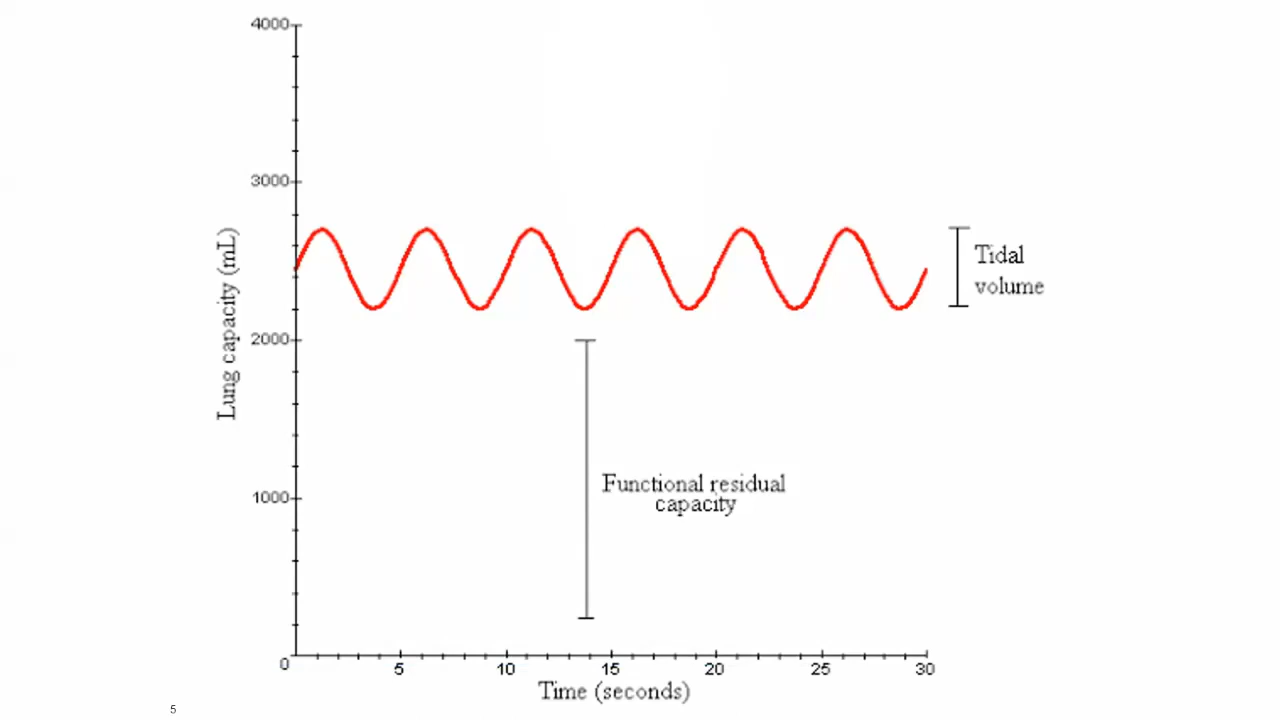 4000
3000
2000
1000
0
Lung capacity (mL)
Tidal
volume
Functional residual
capacity
5
10
15
20
25
30
Time (seconds)
5